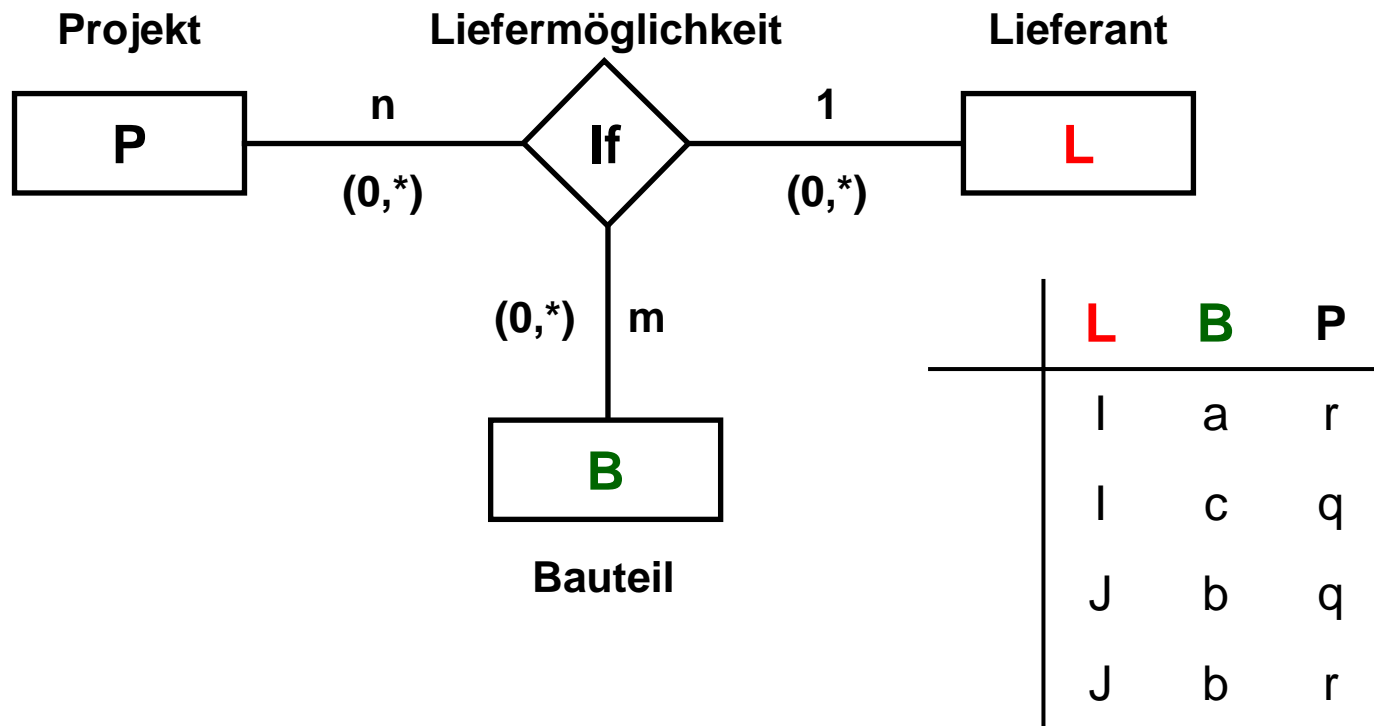 Projekt Liefermöglichkeit Lieferant
n 1
P lf L
(0,*) (0,*)
(0,*) m
B
Bauteil
L B P
I a r
I c q
J b q
J b r